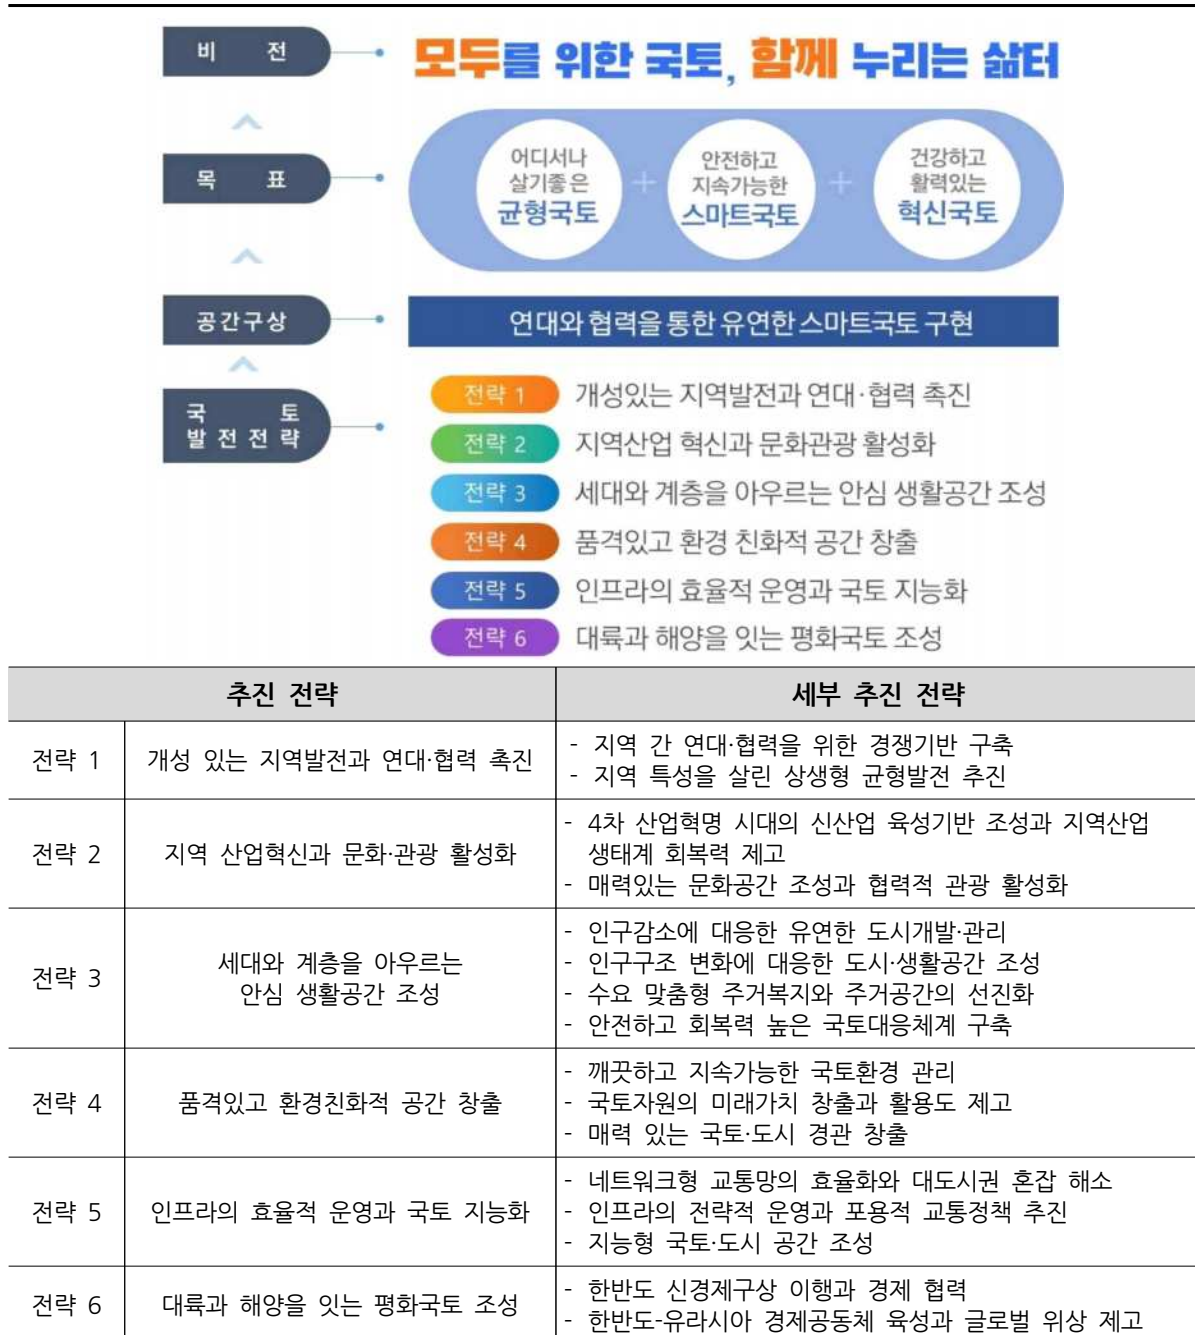 비 전
모두를 위한 국토, 함께 누리는 삶터
목 표
어디서나
살기좋은
균형국토
+
안전하고
지속가능한
스마트국토
+
건강하고
활력있는
혁신국토
공간구상
연대와 협력을 통한 유연한 스마트국토 구현
국 토
발 전 전 략
전략 1 개성있는 지역발전과 연대·협력 촉진
전략 2 지역산업 혁신과 문화관광 활성화
전략 3 세대와 계층을 아우르는 안심 생활공간 조성
전략 4 품격있고 환경 친화적 공간 창출
전략 5 인프라의 효율적 운영과 국토 지능화
전략 6 대륙과 해양을 잇는 평화국토 조성
추진 전략 세부 추진 전략
전략 1 개성 있는 지역발전과 연대·협력 촉진
- 지역 간 연대·협력을 위한 경쟁기반 구축
- 지역 특성을 살린 상생형 균형발전 추진
전략 2 지역 산업혁신과 문화·관광 활성화
- 4차 산업혁명 시대의 신산업 육성기반 조성과 지역산업
생태계 회복력 제고
- 매력있는 문화공간 조성과 협력적 관광 활성화
전략 3 세대와 계층을 아우르는
안심 생활공간 조성
- 인구감소에 대응한 유연한 도시개발·관리
- 인구구조 변화에 대응한 도시·생활공간 조성
- 수요 맞춤형 주거복지와 주거공간의 선진화
- 안전하고 회복력 높은 국토대응체계 구축
전략 4 품격있고 환경친화적 공간 창출
- 깨끗하고 지속가능한 국토환경 관리
- 국토자원의 미래가치 창출과 활용도 제고
- 매력 있는 국토·도시 경관 창출
전략 5 인프라의 효율적 운영과 국토 지능화
- 네트워크형 교통망의 효율화와 대도시권 혼잡 해소
- 인프라의 전략적 운영과 포용적 교통정책 추진
- 지능형 국토·도시 공간 조성
전략 6 대륙과 해양을 잇는 평화국토 조성
- 한반도 신경제구상 이행과 경제 협력
- 한반도-유라시아 경제공동체 육성과 글로벌 위상 제고